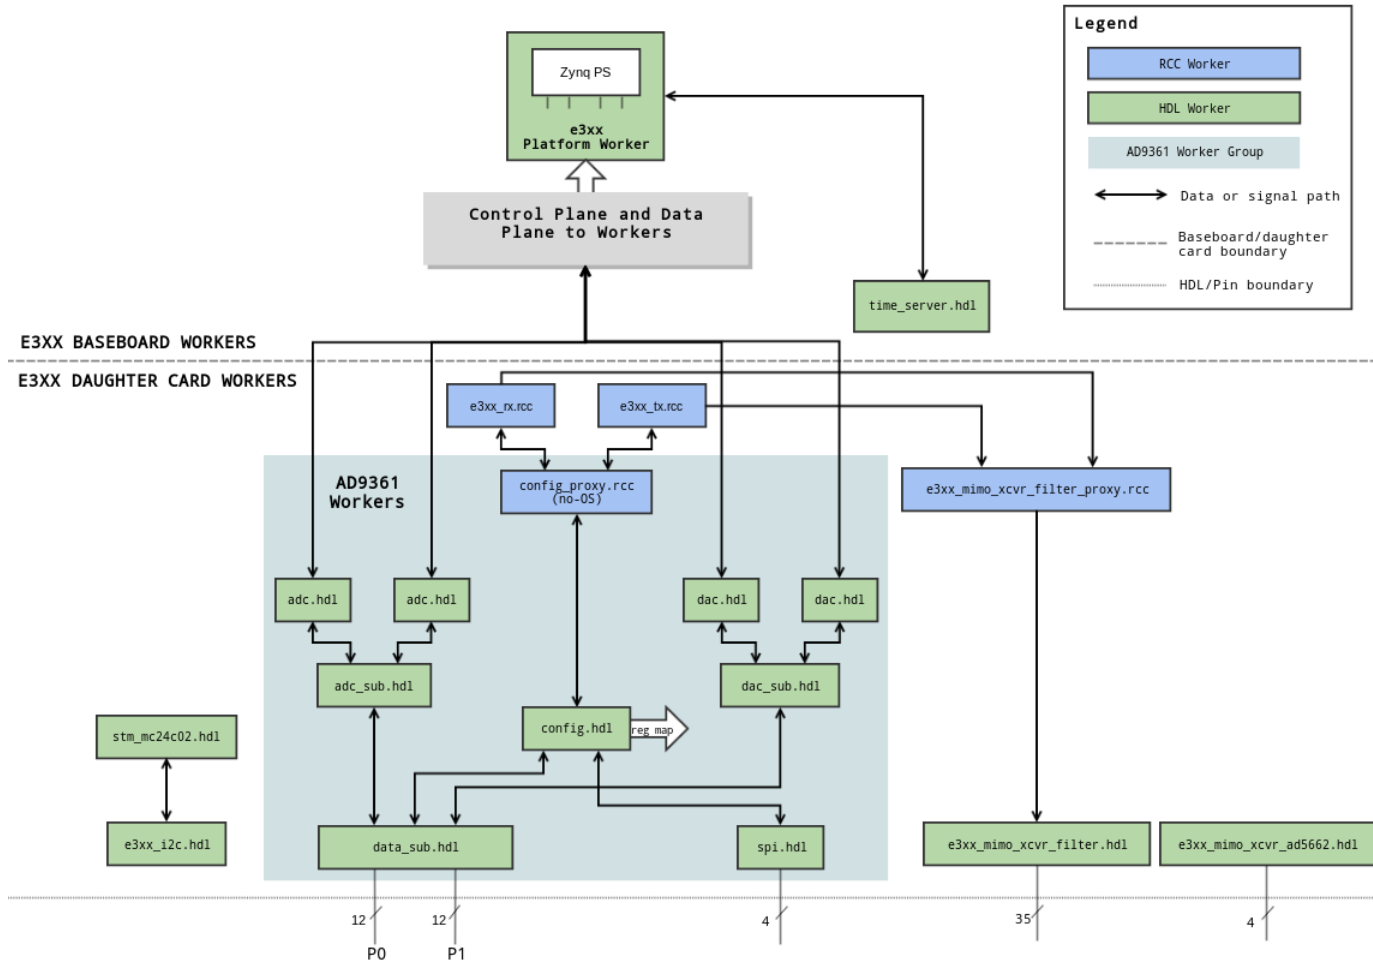 Legend
RCC Worker
HDL Worker
AD9361 Worker Group
Data or signal path
Baseboard/daughter
card boundary
HDL/Pin boundary
Zynq PS
e3xx
Platform Worker
Control Plane and Data
Plane to Workers
time_server.hdl
E3XX BASEBOARD WORKERS
E3XX DAUGHTER CARD WORKERS
e3xx_rx.rcc
e3xx_tx.rcc
AD9361
Workers
config_proxy.rcc
(no-OS)
e3xx_mimo_xcvr_filter_proxy.rcc
adc.hdl
adc.hdl
dac.hdl
dac.hdl
adc_sub.hdl
dac_sub.hdl
stm_mc24c02.hdl
config.hdl
reg map
e3xx_i2c.hdl
data_sub.hdl
spi.hdl
e3xx_mimo_xcvr_filter.hdl
e3xx_mimo_xcvr_ad5662.hdl
12
12
4
35
4
P0
P1